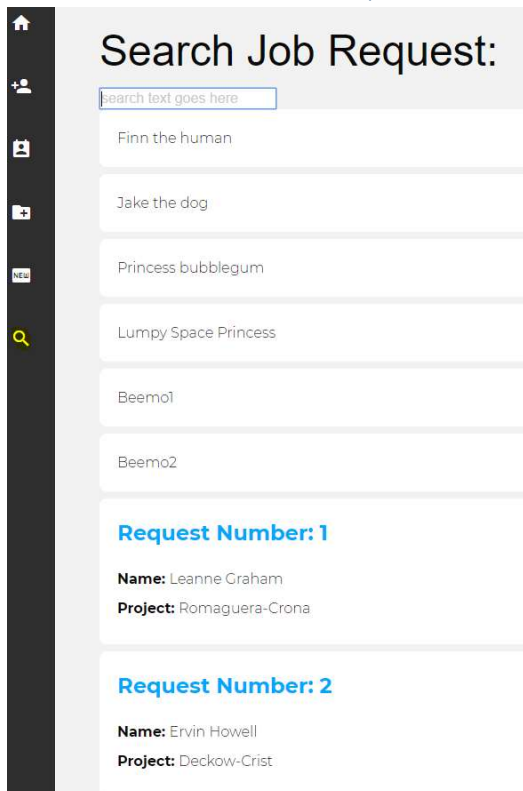 Search Job Request:
search text goes here
Finn the human
Jake the dog
Princess bubblegum
NEW
Lumpy Space Princess
Beemo1
Beemo2
Request Number: 1
Name: Leanne Graham
Project: Romaguera-Crona
Request Number: 2
Name: Ervin Howell
Project: Deckow-Crist